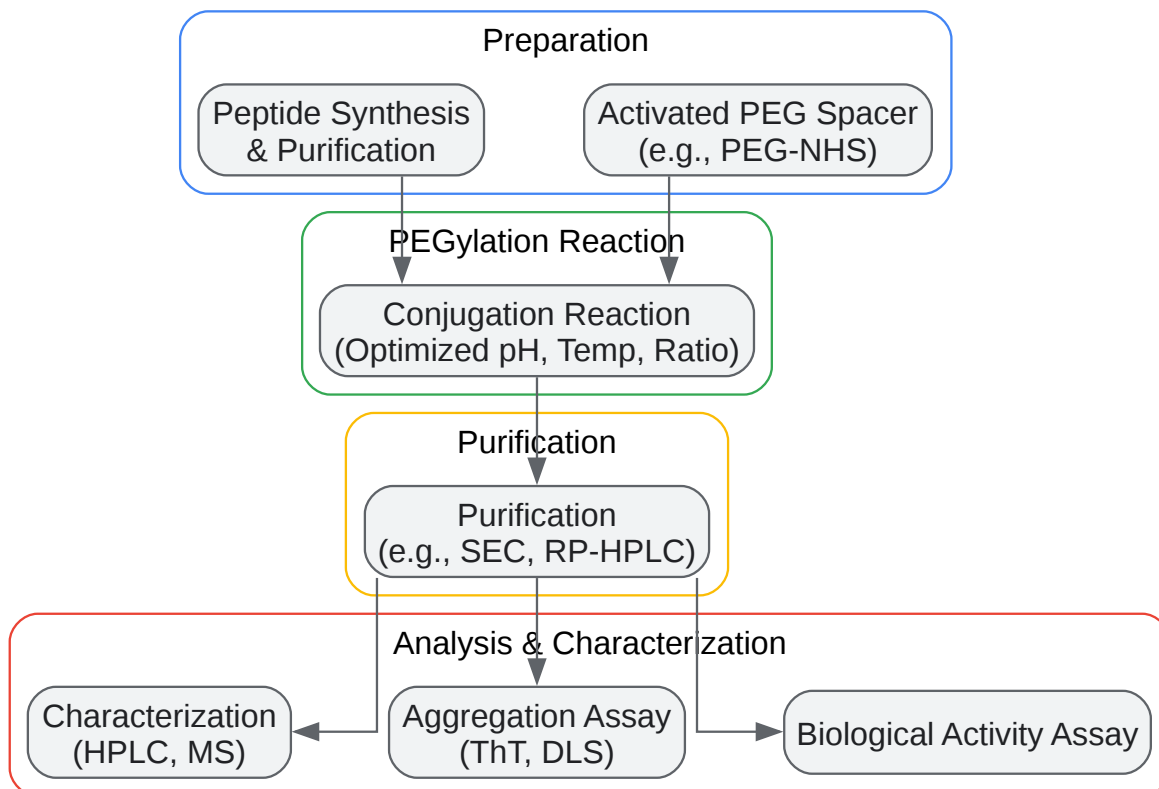 Preparation
Peptide Synthesis
& Purification
Activated PEG Spacer
(e.g., PEG-NHS)
PEGylation Reaction
Conjugation Reaction
(Optimized pH, Temp, Ratio)
Purification
Purification
(e.g., SEC, RP-HPLC)
Analysis & Characterization
Characterization
(HPLC, MS)
Aggregation Assay
(ThT, DLS)
Biological Activity Assay